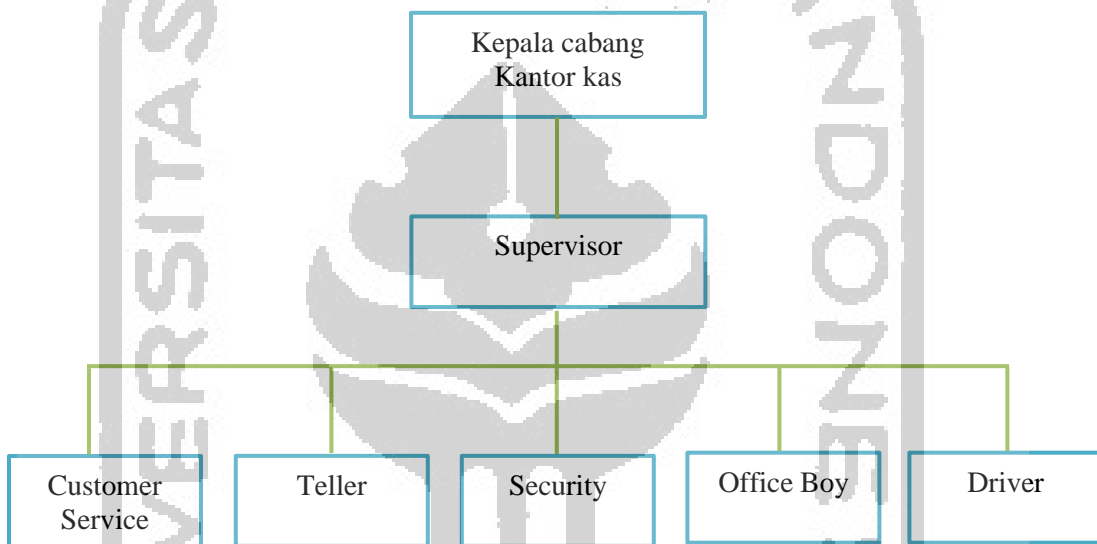 Kepala cabang
Kantor kas
Supervisor
Customer
Service
Teller
Security
Office Boy
Driver